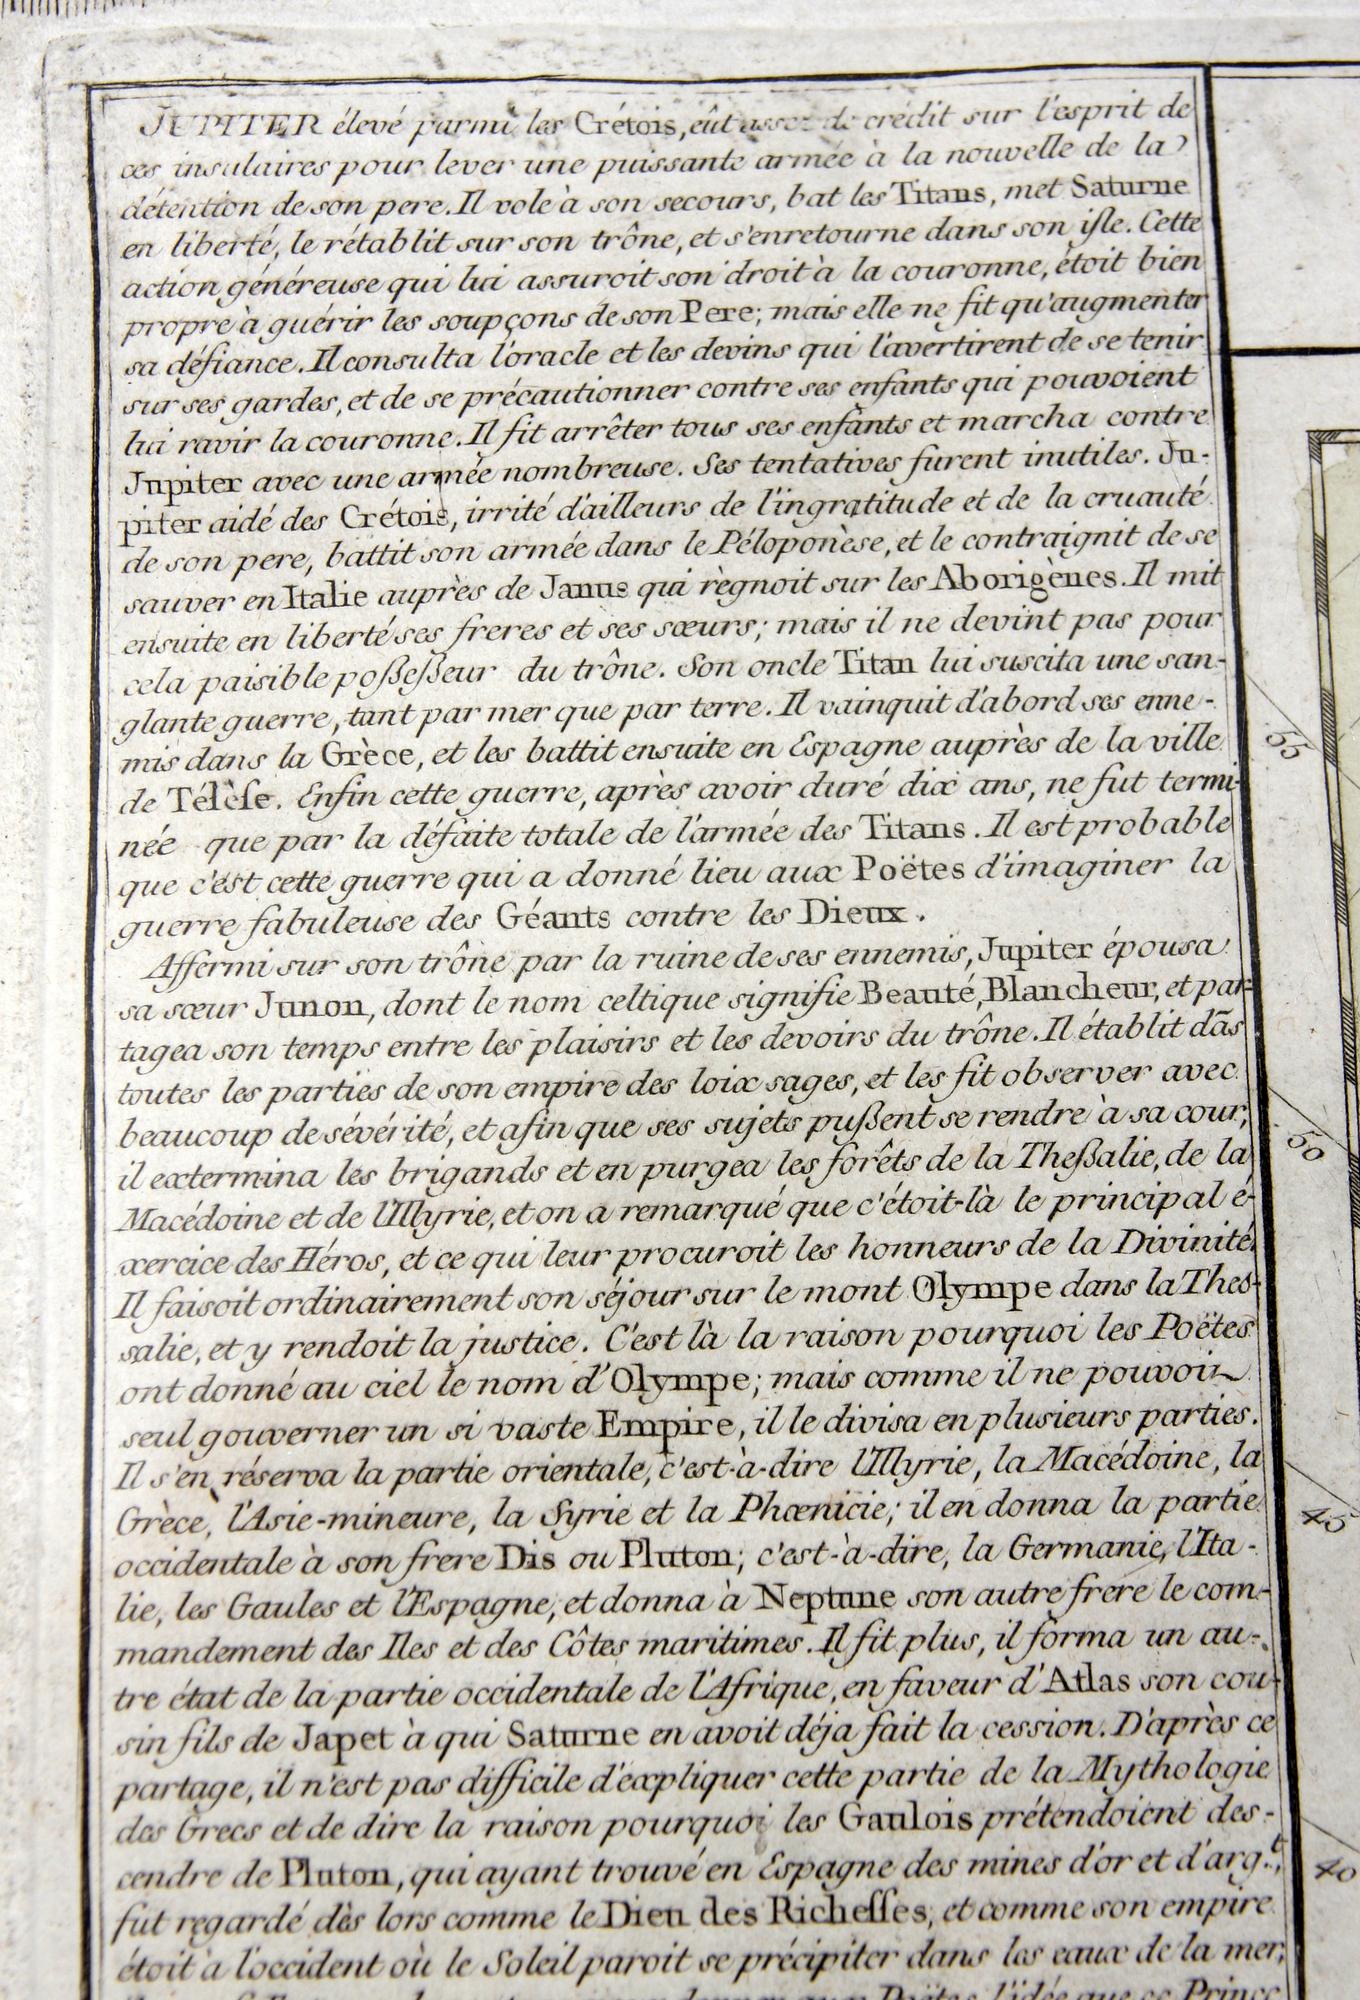 JUPITER élevé parmi les Crétois, eût assez de crédit sur l'esprit de
ces insulaires pour lever une puissante armée à la nouvelle de la
détention de son pere. Il vole à son secours, bat les Titans, met Saturne
en liberté, le rétablit sur son trône, et s'en retourne dans son isle. Cette
action généreuse qui lui assuroit son droit à la couronne, étoit bien
propre à guérir les soupçons de son Pere; mais elle ne fit qu'augmenter
sa défiance. Il consulta l'oracle et les devins qui l'avertirent de se tenir
sur ses gardes, et de se précautionner contre ses enfants qui pouvoient
lui ravir la couronne. Il fit arrêter tous ses enfants et marcha contre
Jupiter avec une armée nombreuse. Ses tentatives furent inutiles. Ju-
piter aidé des Crétois, irrité d'ailleurs de l'ingratitude et de la cruauté
de son pere, battit son armée dans le Péloponèse, et le contraignit de se
sauver en Italie auprès de Janus qui règnoit sur les Aborigènes. Il mit
ensuite en liberté ses freres et ses sœurs; mais il ne devint pas pour
cela paisible poßeßeur du trône. Son oncle Titan lui suscita une san-
glante guerre, tant par mer que par terre. Il vainquit d'abord ses enne-
mis dans la Grèce, et les battit ensuite en Espagne auprès de la ville
de Télèse. Enfin cette guerre, après avoir duré dix ans, ne fut termi-
née que par la défaite totale de l'armée des Titans. Il est probable
que c'est cette guerre qui a donné lieu aux Poëtes d'imaginer la
guerre fabuleuse des Géants contre les Dieux.
Affermi sur son trône par la ruine de ses ennemis, Jupiter épousa
sa sœur Junon, dont le nom celtique signifie Beauté, Blancheur, et par-
tagea son temps entre les plaisirs et les devoirs du trône. Il établit dãs
toutes les parties de son empire des loix sages, et les fit observer avec
beaucoup de sévérité, et afin que ses sujets pußent se rendre à sa cour,
il extermina les brigands et en purgea les forêts de la Theßalie, de la
Macédoine et de l'Illyrie, et on a remarqué que c'étoit-là le principal é-
xercice des Héros, et ce qui leur procuroit les honneurs de la Divinité.
Il faisoit ordinairement son séjour sur le mont Olympe dans la Thes-
salie, et y rendoit la justice. C'est là la raison pourquoi les Poëtes
ont donné au ciel le nom d'Olympe; mais comme il ne pouvoit
seul gouverner un si vaste Empire, il le divisa en plusieurs parties.
Il s'en réserva la partie orientale, c'est-à-dire l'Illyrie, la Macédoine, la
Grèce, l'Asie-mineure, la Syrie et la Phœnicie; il en donna la partie
occidentale à son frere Dis ou Pluton; c'est-à-dire, la Germanie, l'Ita-
lie, les Gaules et l'Espagne, et donna à Neptune son autre frere le com-
mandement des Iles et des Côtes maritimes. Il fit plus, il forma un au-
tre état de la partie occidentale de l'Afrique, en faveur d'Atlas son cou-
sin fils de Japet à qui Saturne en avoit déja fait la cession. D'après ce
partage, il n'est pas difficile d'expliquer cette partie de la Mythologie
des Grecs et de dire la raison pourquoi les Gaulois prétendoient des-
cendre de Pluton, qui ayant trouvé en Espagne des mines d'or et d'arg.t,
fut regardé dès lors comme le Dieu des Richesses, et comme son empire
étoit à l'occident où le Soleil paroit se précipiter dans les eaux de la mer,
55
50
45
40